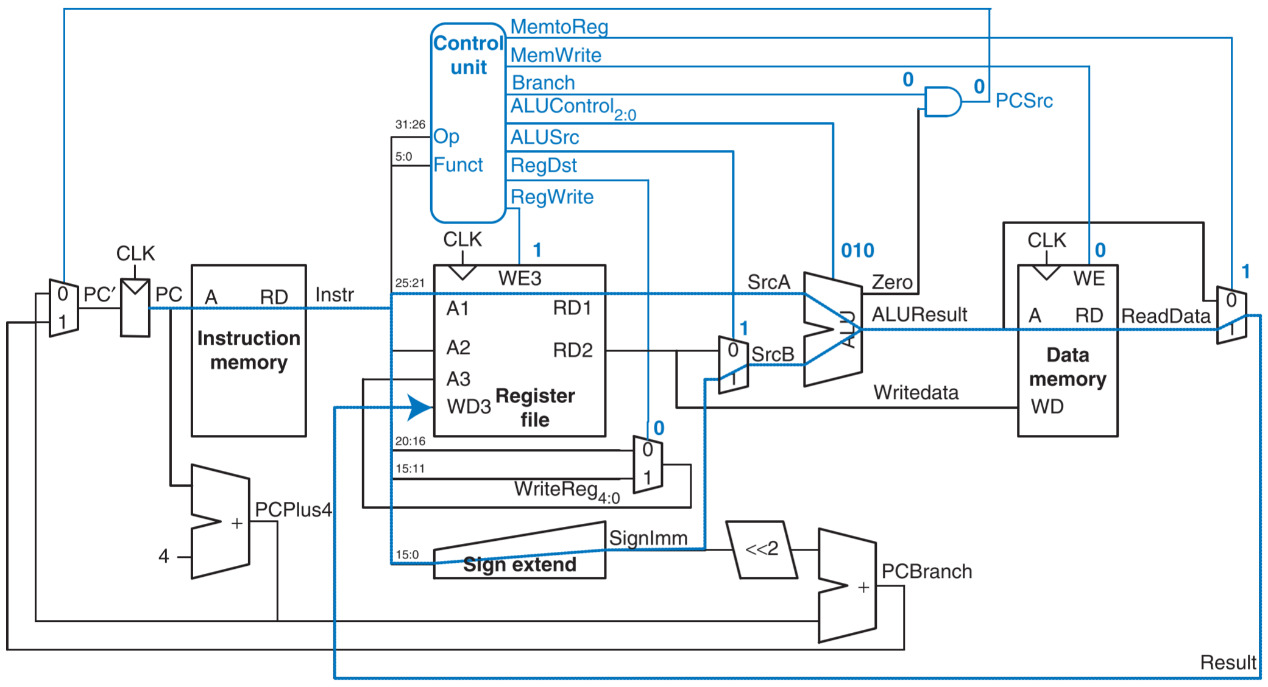 MemtoReg
Control
unit
MemWrite
Branch
0
0
PCSrc
ALUControl2:0
31:26
Op
ALUSrc
5:0
Funct
RegDst
RegWrite
CLK
CLK
1
010
CLK
0
1
0
1
PC′
PC
A
RD
Instr
Instruction
memory
25:21
WE3
A1
RD1
A2
RD2
A3
WD3
Register
file
SrcA
1
0
1
SrcB
ALU
Zero
ALUResult
Writedata
WE
A
RD
Data
memory
WD
ReadData
0
1
20:16
15:11
0
0
1
WriteReg4:0
PCPlus4
+
4
15:0
Sign extend
SignImm
<<2
+
PCBranch
Result